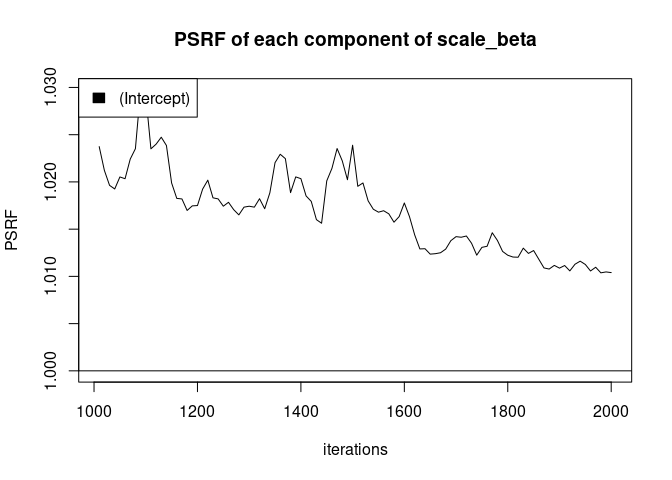 PSRF of each component of scale_beta
(Intercept)
PSRF
1.030
1.020
1.010
1.000
1000 1200 1400 1600 1800 2000
iterations